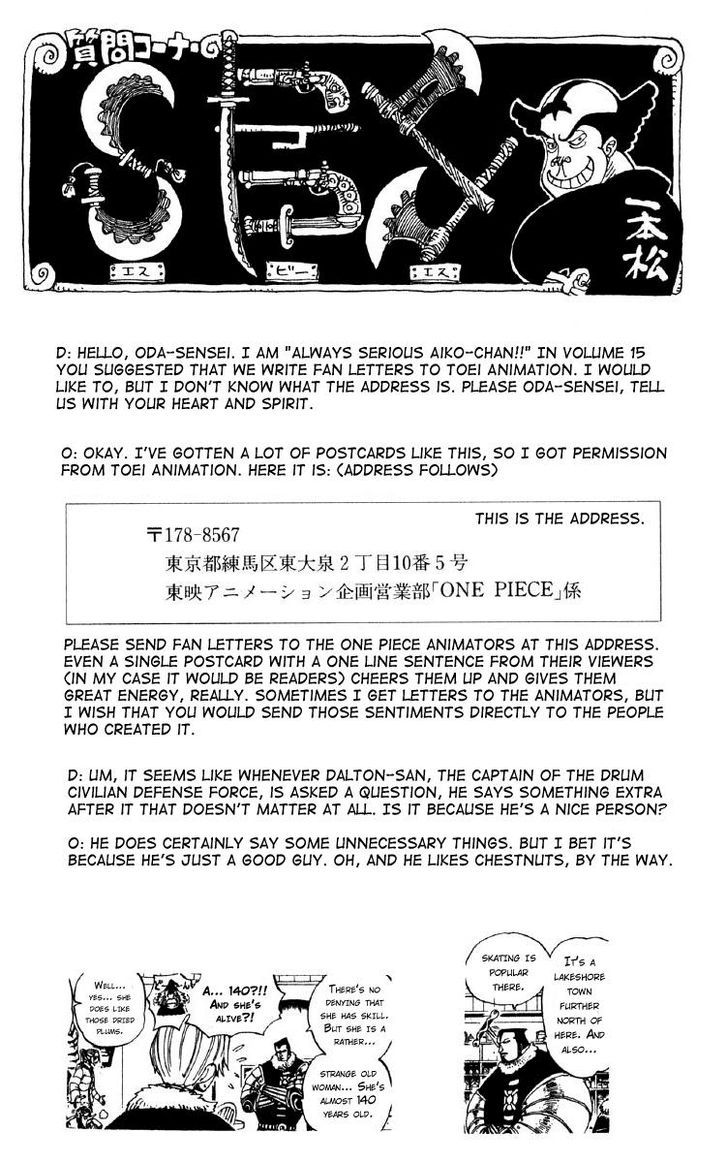 質問コーナー
SBS
エス
ビー
エス
一本松
D: HELLO, ODA-SENSEI. I AM "ALWAYS SERIOUS AIKO-CHAN!!" IN VOLUME 15
YOU SUGGESTED THAT WE WRITE FAN LETTERS TO TOEI ANIMATION. I WOULD
LIKE TO, BUT I DON'T KNOW WHAT THE ADDRESS IS. PLEASE ODA-SENSEI, TELL
US WITH YOUR HEART AND SPIRIT.
O: OKAY. I'VE GOTTEN A LOT OF POSTCARDS LIKE THIS, SO I GOT PERMISSION
FROM TOEI ANIMATION. HERE IT IS: (ADDRESS FOLLOWS)
THIS IS THE ADDRESS.
〒178-8567
東京都練馬区東大泉2丁目10番5号
東映アニメーション企画営業部「ONE PIECE」係
PLEASE SEND FAN LETTERS TO THE ONE PIECE ANIMATORS AT THIS ADDRESS.
EVEN A SINGLE POSTCARD WITH A ONE LINE SENTENCE FROM THEIR VIEWERS
(IN MY CASE IT WOULD BE READERS) CHEERS THEM UP AND GIVES THEM
GREAT ENERGY, REALLY. SOMETIMES I GET LETTERS TO THE ANIMATORS, BUT
I WISH THAT YOU WOULD SEND THOSE SENTIMENTS DIRECTLY TO THE PEOPLE
WHO CREATED IT.
D: UM, IT SEEMS LIKE WHENEVER DALTON-SAN, THE CAPTAIN OF THE DRUM
CIVILIAN DEFENSE FORCE, IS ASKED A QUESTION, HE SAYS SOMETHING EXTRA
AFTER IT THAT DOESN'T MATTER AT ALL. IS IT BECAUSE HE'S A NICE PERSON?
O: HE DOES CERTAINLY SAY SOME UNNECESSARY THINGS. BUT I BET IT'S
BECAUSE HE'S JUST A GOOD GUY. OH, AND HE LIKES CHESTNUTS, BY THE WAY.
WELL...
YES... SHE
DOES LIKE
THOSE DRIED
PLUMS.
A... 140?!!
AND SHE'S
ALIVE?!
THERE'S NO
DENYING THAT
SHE HAS SKILL.
BUT SHE IS A
RATHER...
STRANGE OLD
WOMAN... SHE'S
ALMOST 140
YEARS OLD.
SKATING IS
POPULAR
THERE.
IT'S A
LAKESHORE
TOWN
FURTHER
NORTH OF
HERE. AND
ALSO...